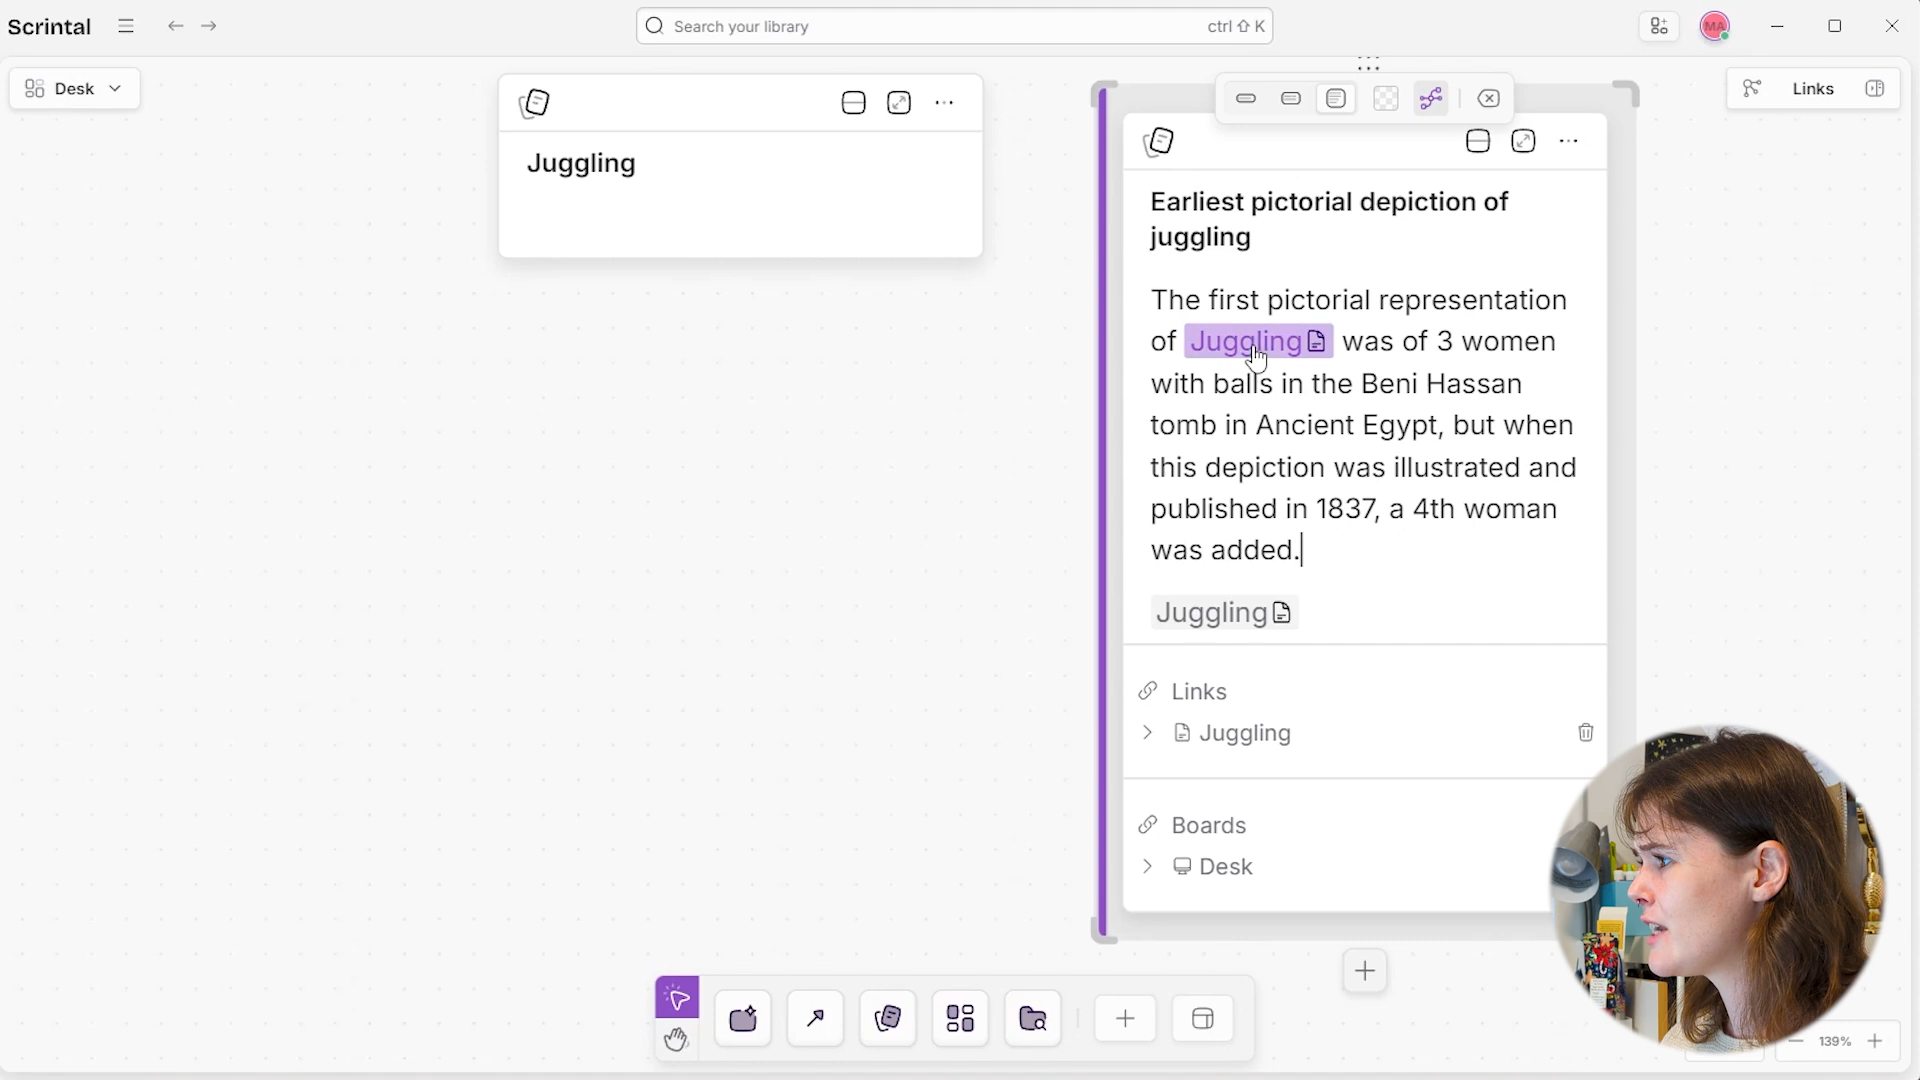 Scrintal
Search your library
ctrl ⇧ K
MA
Desk
Links
Juggling
Earliest pictorial depiction of
juggling
The first pictorial representation
of Juggling was of 3 women
with balls in the Beni Hassan
tomb in Ancient Egypt, but when
this depiction was illustrated and
published in 1837, a 4th woman
was added.
Juggling
Links
Juggling
Boards
Desk
139%